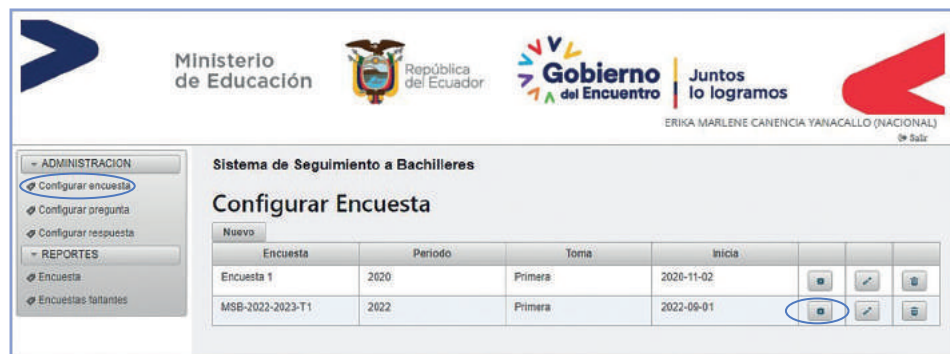 Ministerio
de Educación
República
del Ecuador
Gobierno
del Encuentro
Juntos
lo logramos
ERIKA MARLENE CANENCIA YANACALLO (NACIONAL)
Salir
ADMINISTRACION
Configurar encuesta
Configurar pregunta
Configurar respuesta
REPORTES
Encuesta
Encuestas faltantes
Sistema de Seguimiento a Bachilleres
Configurar Encuesta
Nuevo
Encuesta Periodo Toma Inicia
Encuesta 1 2020 Primera 2020-11-02
MSB-2022-2023-T1 2022 Primera 2022-09-01